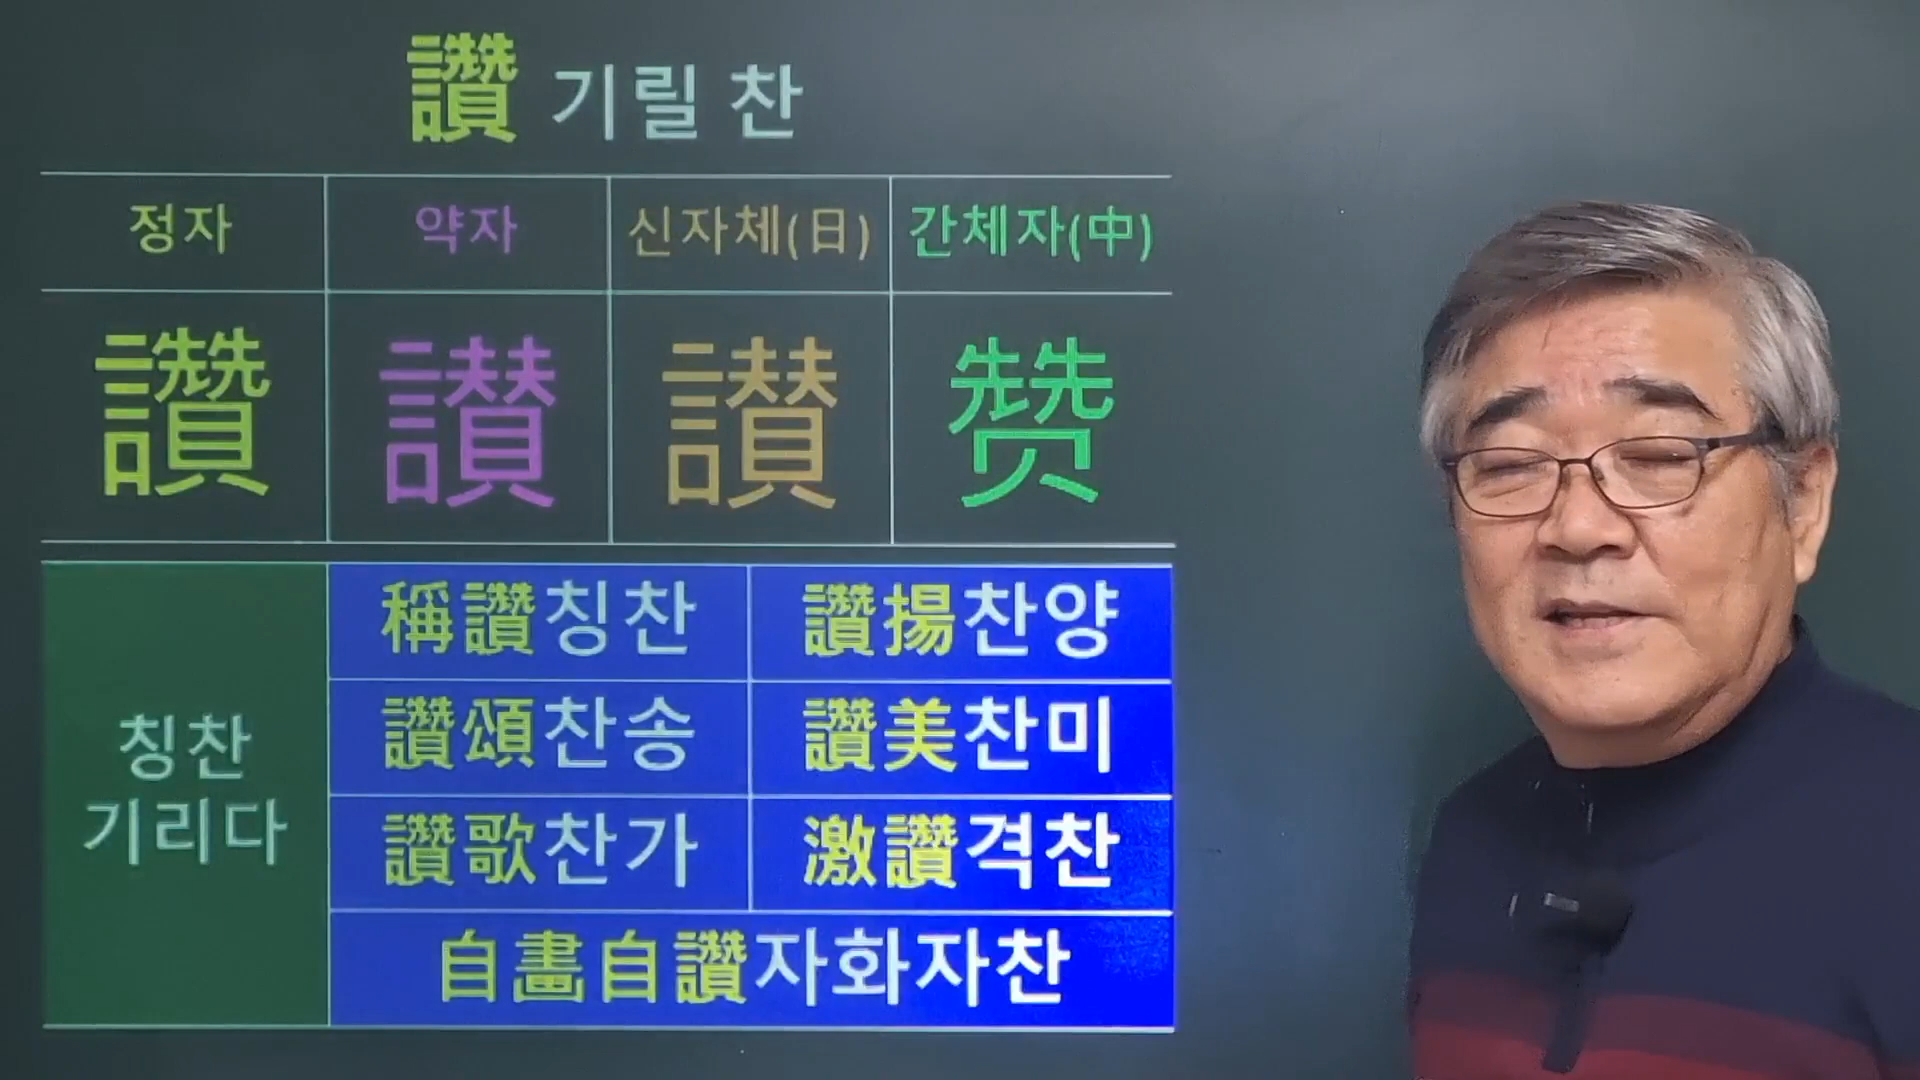 讚 기릴 찬
정자 약자 신자체(日) 간체자(中)
讚 讃 讃 赞
칭찬
기리다
稱讚칭찬 讚揚찬양
讚頌찬송 讚美찬미
讚歌찬가 激讚격찬
自畵自讚자화자찬